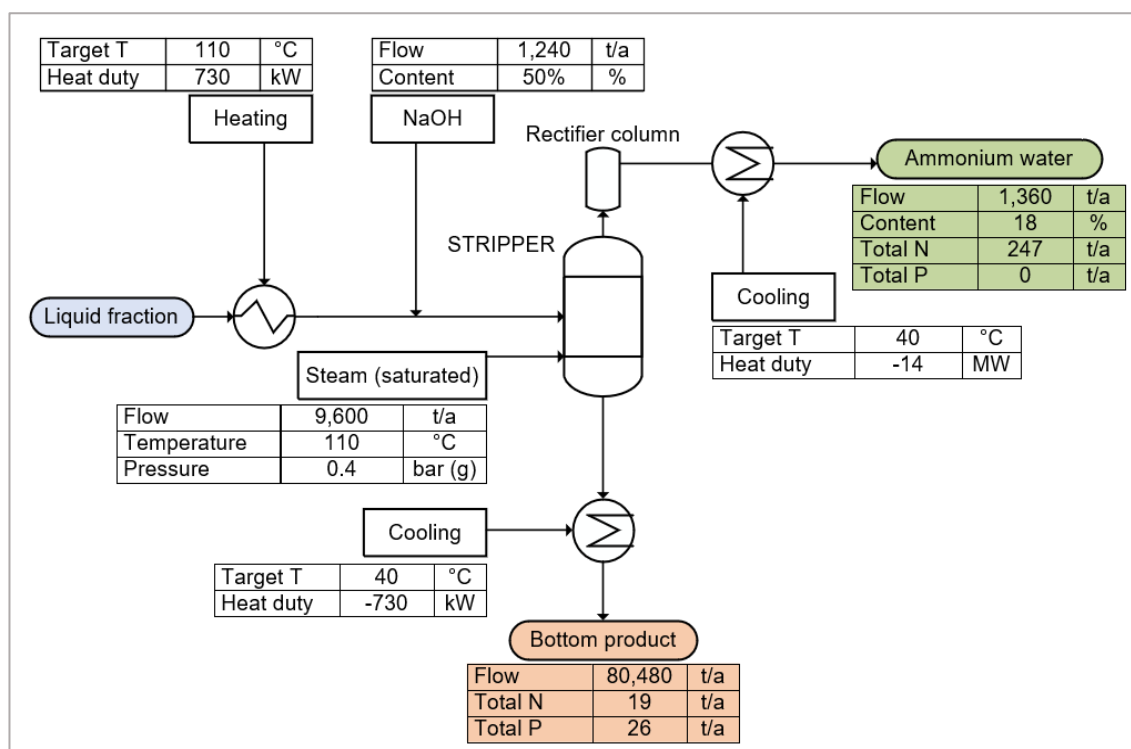 Target T 110 °C
Heat duty 730 kW
Heating
Flow 1,240 t/a
Content 50% %
NaOH
Rectifier column
Ammonium water
Flow 1,360 t/a
Content 18 %
Total N 247 t/a
Total P 0 t/a
STRIPPER
Cooling
Target T 40 °C
Heat duty -14 MW
Liquid fraction
Steam (saturated)
Flow 9,600 t/a
Temperature 110 °C
Pressure 0.4 bar (g)
Cooling
Target T 40 °C
Heat duty -730 kW
Bottom product
Flow 80,480 t/a
Total N 19 t/a
Total P 26 t/a